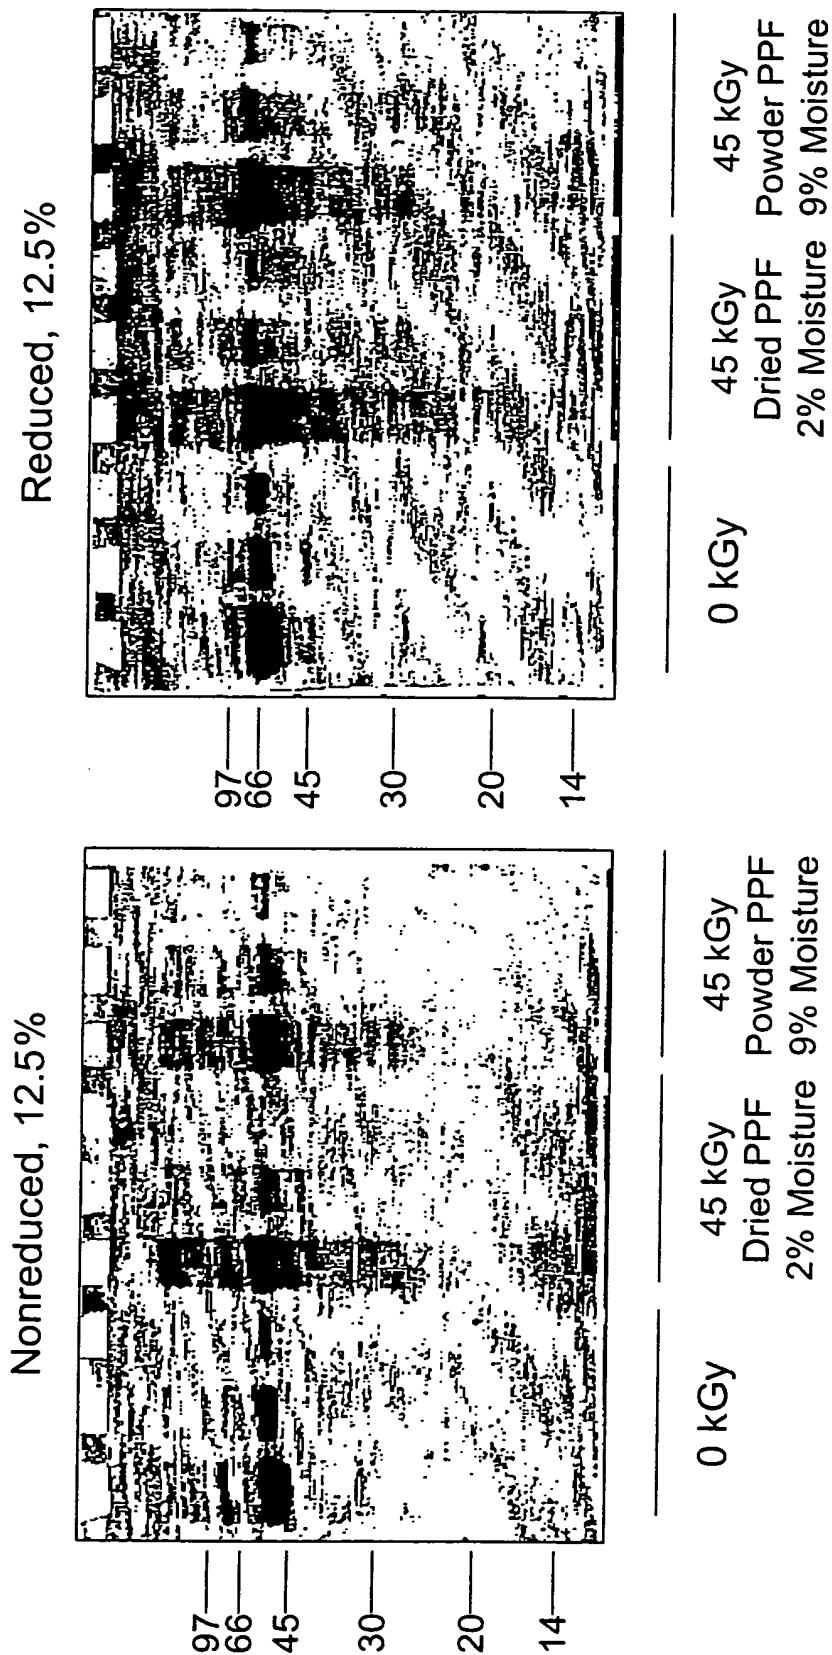 Nonreduced, 12.5%
97
66
45
30
20
14
0 kGy
45 kGy
Dried PPF
2% Moisture
45 kGy
Powder PPF
9% Moisture
Reduced, 12.5%
97
66
45
30
20
14
0 kGy
45 kGy
Dried PPF
2% Moisture
45 kGy
Powder PPF
9% Moisture